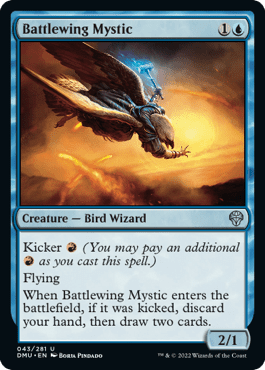 Battlewing Mystic 1
Creature — Bird Wizard
Kicker (You may pay an additional
as you cast this spell.)
Flying
When Battlewing Mystic enters the
battlefield, if it was kicked, discard
your hand, then draw two cards.
2/1
043/281 U
DMU • EN Borja Pindado
™ & © 2022 Wizards of the Coast